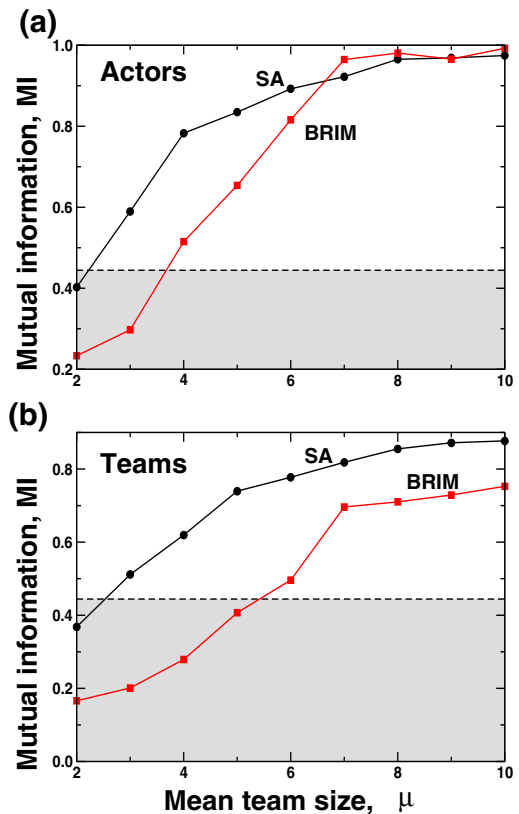 (a)
Actors
SA
BRIM
Mutual information, MI
1.0
0.8
0.6
0.4
0.2
2 4 6 8 10
(b)
Teams
SA
BRIM
Mutual information, MI
0.8
0.6
0.4
0.2
0.0
2 4 6 8 10
Mean team size, μ